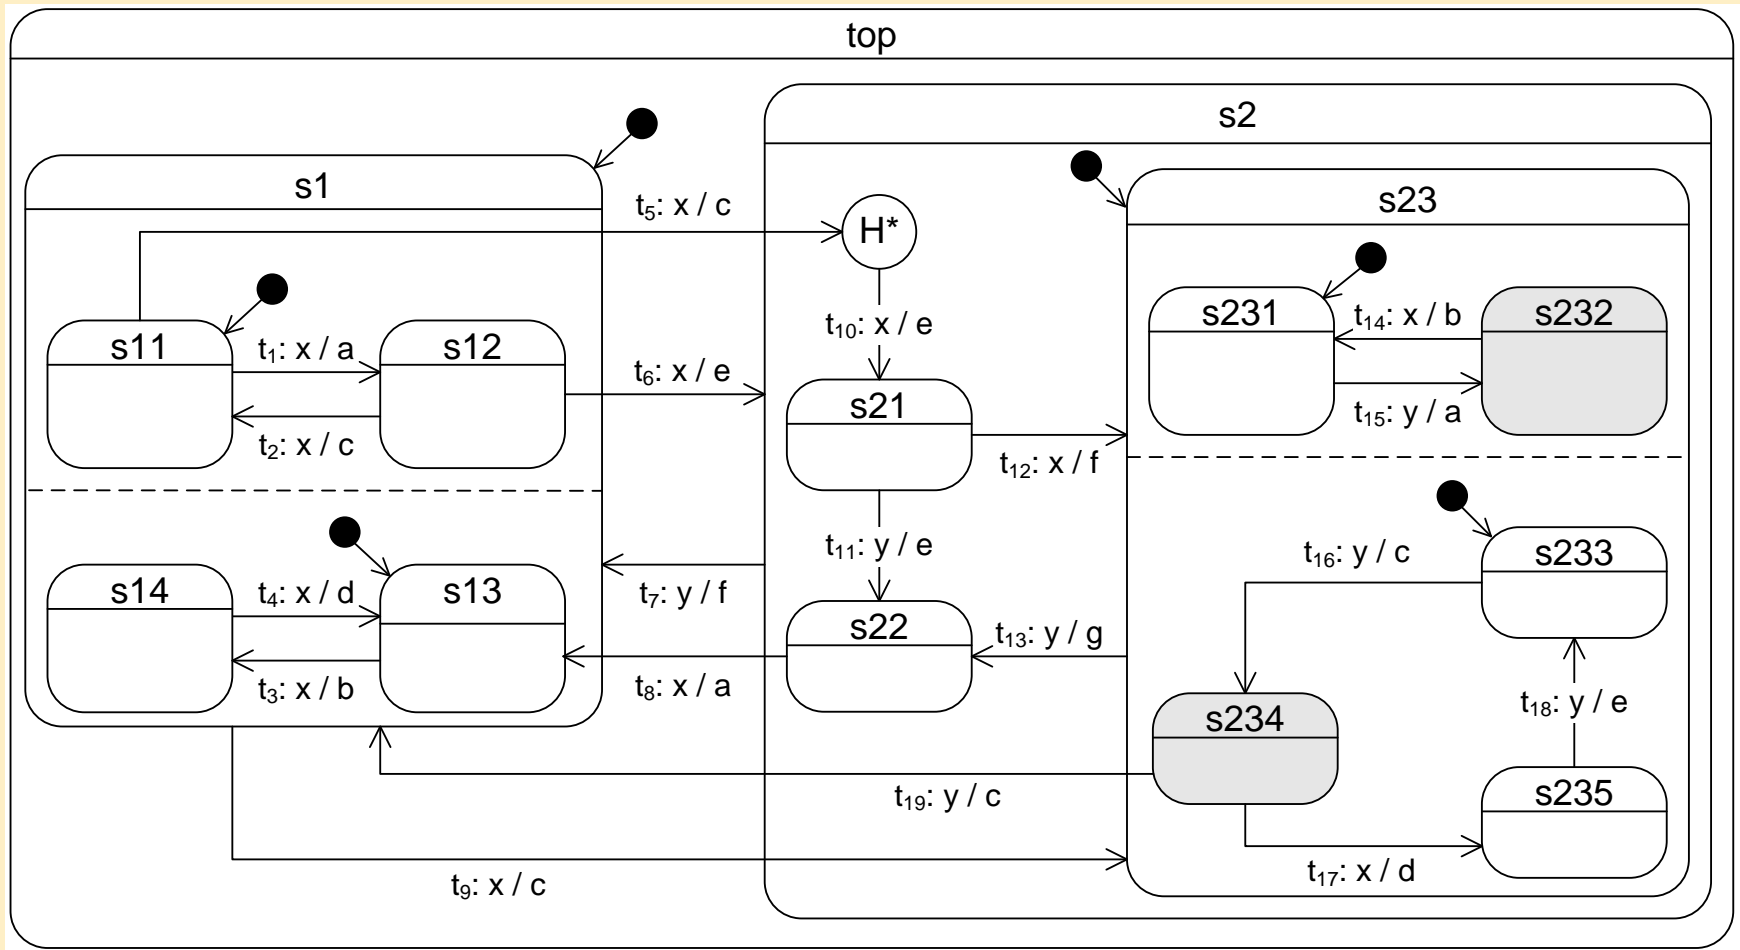 top
s2
s1
s23
t5: x / c
H*
s11
t1: x / a
s12
t2: x / c
t6: x / e
t10: x / e
s21
t12: x / f
s231
t14: x / b
s232
t15: y / a
t11: y / e
s14
t4: x / d
s13
t3: x / b
t7: y / f
s22
t8: x / a
t13: y / g
t16: y / c
s233
s234
t18: y / e
t19: y / c
s235
t17: x / d
t9: x / c